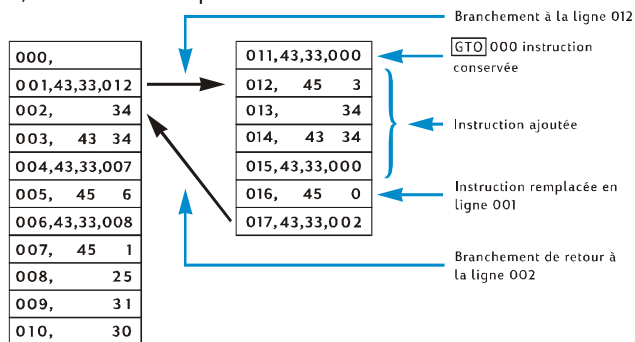 Branchement à la ligne 012
000,
001,43,33,012
002, 34
003, 43 34
004,43,33,007
005, 45 6
006,43,33,008
007, 45 1
008, 25
009, 31
010, 30
011,43,33,000
012, 45 3
013, 34
014, 43 34
015,43,33,000
016, 45 0
017,43,33,002
GTO 000 instruction
conservée
Instruction ajoutée
Instruction remplacée en
ligne 001
Branchement de retour à
la ligne 002